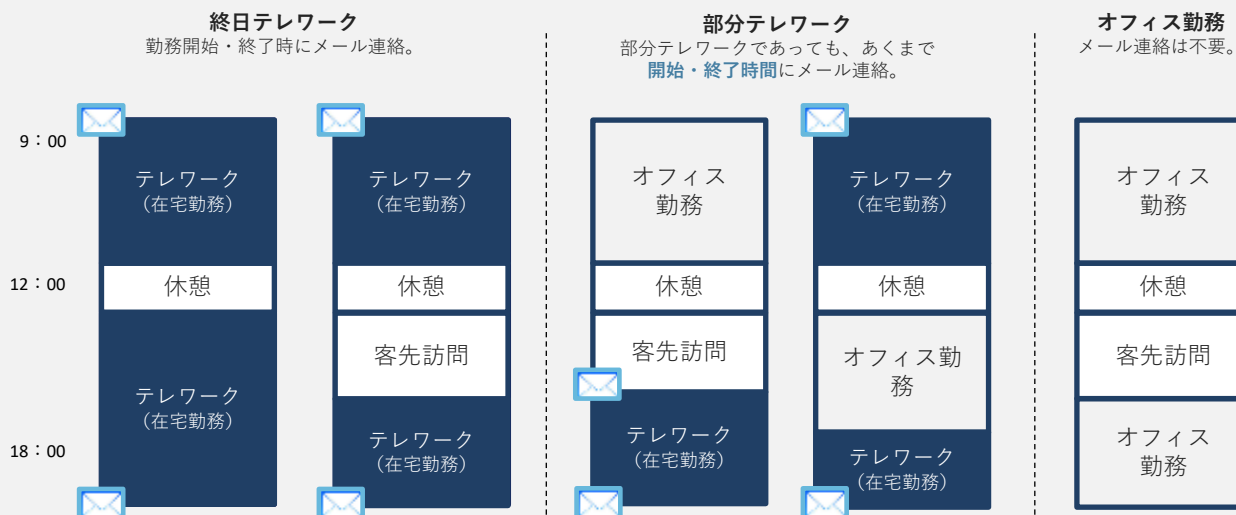 終日テレワーク
勤務開始・終了時にメール連絡。
部分テレワーク
部分テレワークであっても、あくまで
開始・終了時間にメール連絡。
オフィス勤務
メール連絡は不要。
9：00
12：00
18：00
テレワーク
(在宅勤務)
休憩
テレワーク
(在宅勤務)
テレワーク
(在宅勤務)
休憩
客先訪問
テレワーク
(在宅勤務)
オフィス
勤務
休憩
客先訪問
テレワーク
(在宅勤務)
テレワーク
(在宅勤務)
休憩
オフィス勤
務
テレワーク
(在宅勤務)
オフィス
勤務
休憩
客先訪問
オフィス
勤務